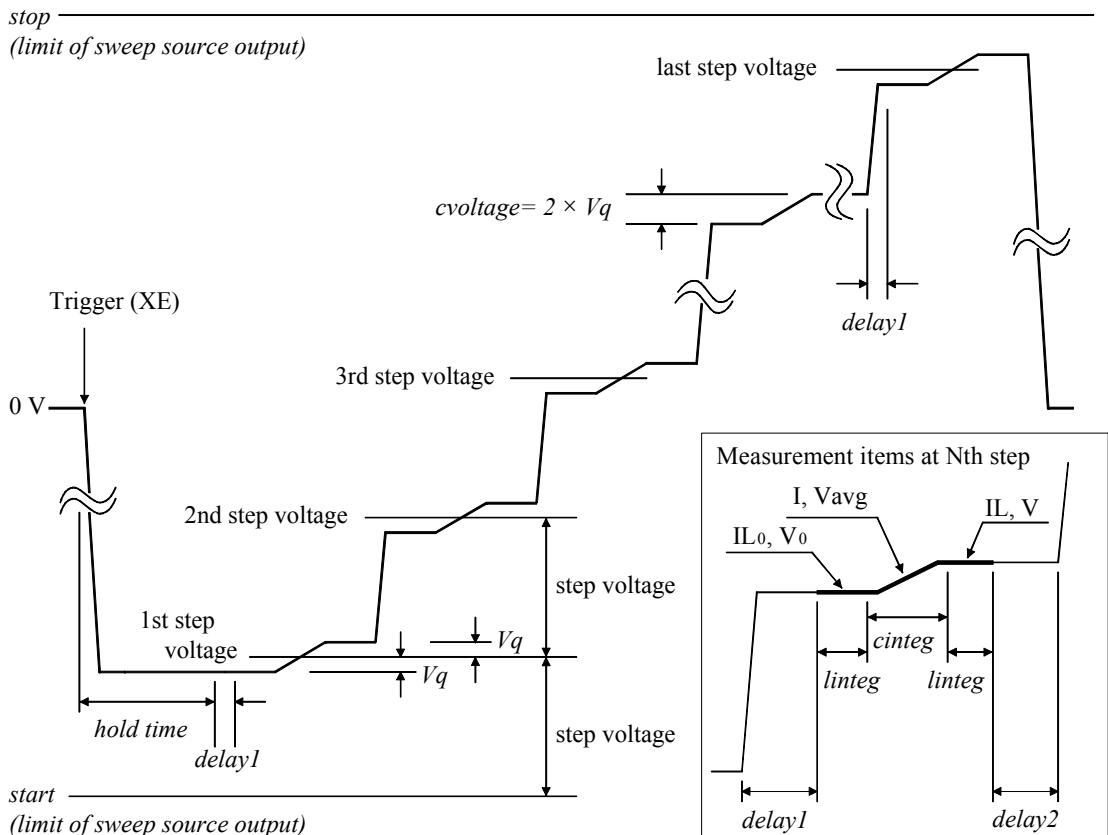 stop
(limit of sweep source output)
last step voltage
cvoltage= 2 × Vq
delay1
Trigger (XE)
3rd step voltage
0 V
2nd step voltage
step voltage
1st step
voltage
Vq
Vq
hold time
delay1
step voltage
start
(limit of sweep source output)
Measurement items at Nth step
I, Vavg
IL0, V0
IL, V
cinteg
linteg
linteg
delay1
delay2